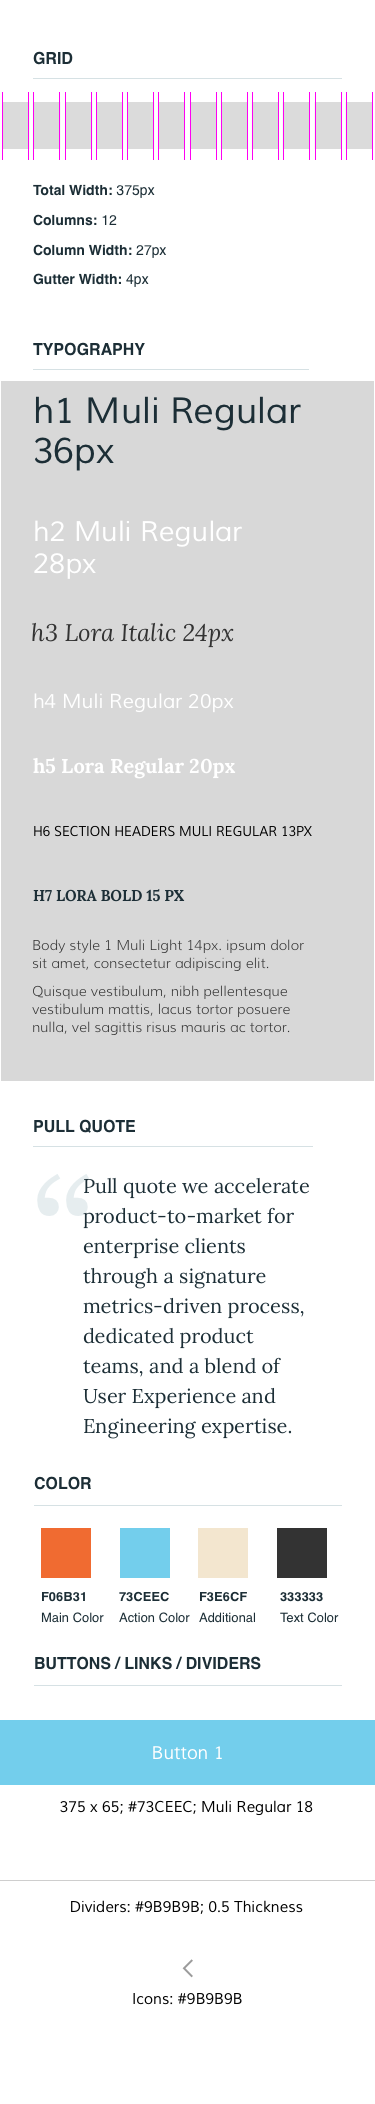 GRID
Total Width: 375px
Columns: 12
Column Width: 27px
Gutter Width: 4px
TYPOGRAPHY
h1 Muli Regular
36px
h2 Muli Regular
28px
h3 Lora Italic 24px
h4 Muli Regular 20px
h5 Lora Regular 20px
H6 SECTION HEADERS MULI REGULAR 13PX
H7 LORA BOLD 15 PX
Body style 1 Muli Light 14px. ipsum dolor
sit amet, consectetur adipiscing elit.
Quisque vestibulum, nibh pellentesque
vestibulum mattis, lacus tortor posuere
nulla, vel sagittis risus mauris ac tortor.
PULL QUOTE
“Pull quote we accelerate
product-to-market for
enterprise clients
through a signature
metrics-driven process,
dedicated product
teams, and a blend of
User Experience and
Engineering expertise.
COLOR
F06B31 73CEEC F3E6CF 333333
Main Color Action Color Additional Text Color
BUTTONS / LINKS / DIVIDERS
Button 1
375 x 65; #73CEEC; Muli Regular 18
Dividers: #9B9B9B; 0.5 Thickness
Icons: #9B9B9B